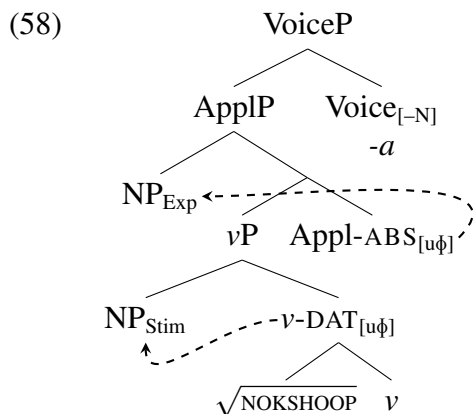 (58)
VoiceP
ApplP Voice[–N]
-a
NPExp
vP Appl-ABS[uϕ]
NPStim v-DAT[uϕ]
√NOKSHOOP v